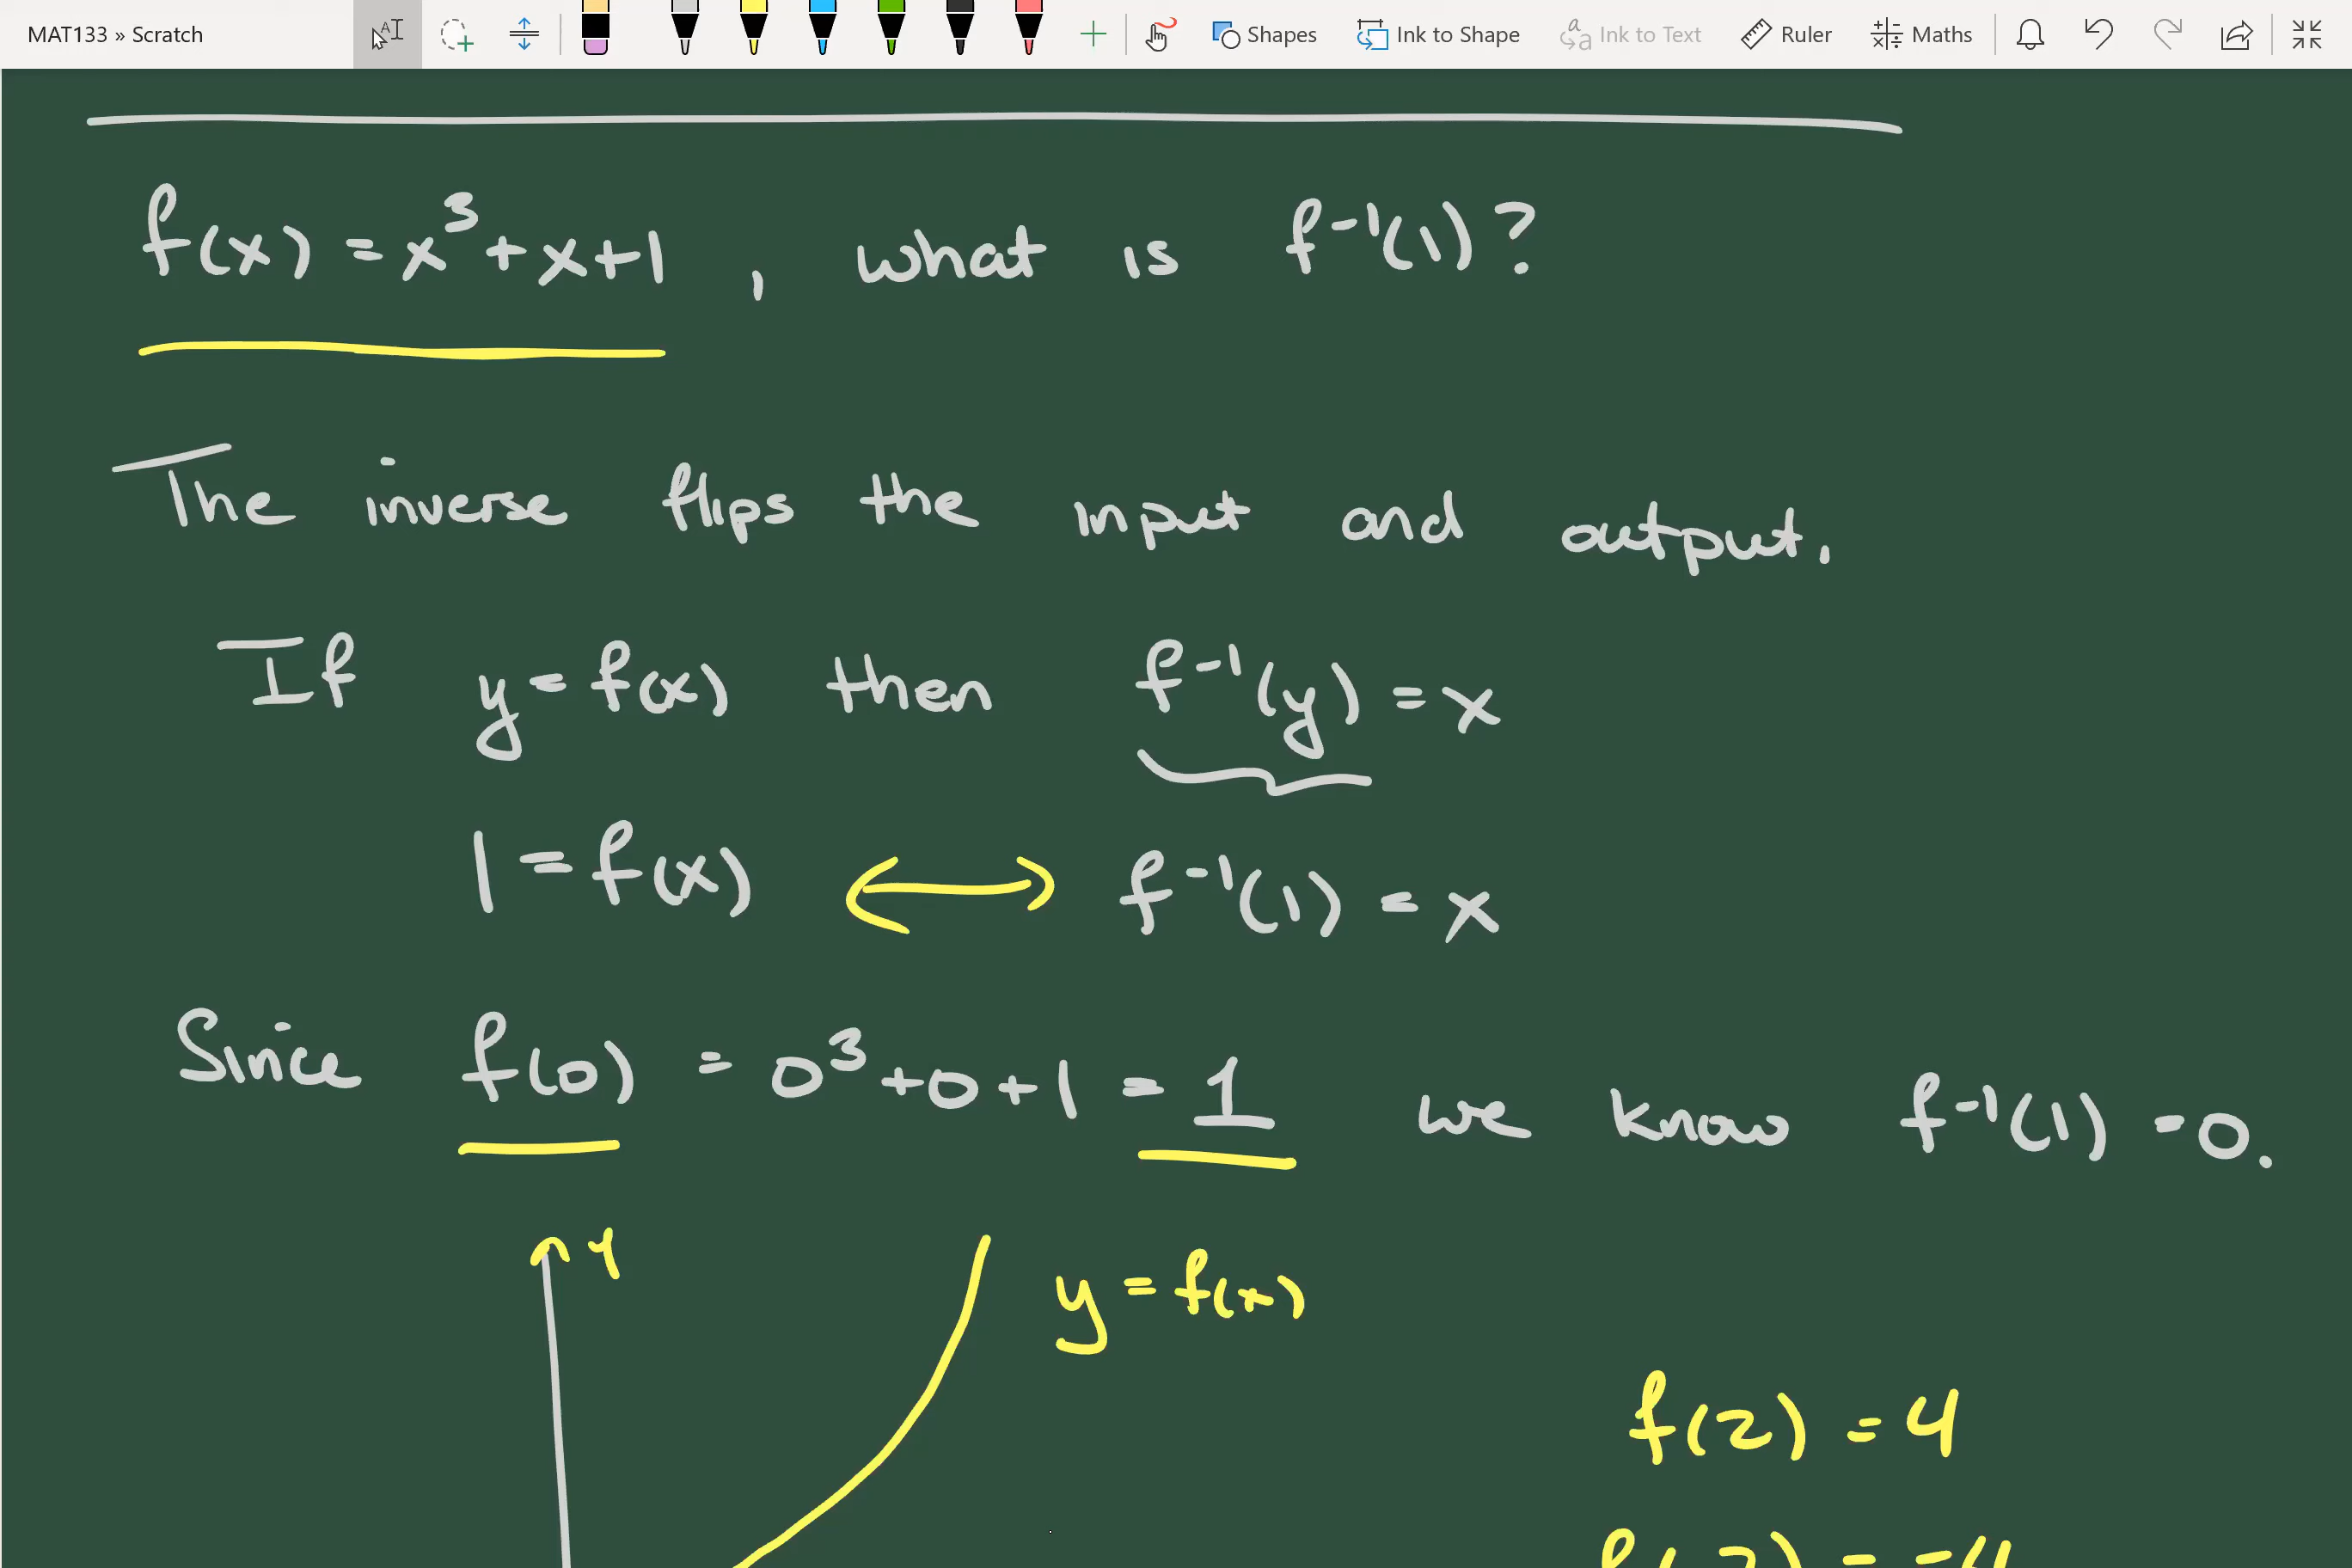 MAT133 » Scratch
Shapes Ink to Shape Ink to Text Ruler Maths
f(x) = x³ + x + 1 , what is f⁻¹(1) ?
The inverse flips the input and output.
If y = f(x) then f⁻¹(y) = x
1 = f(x) ⟷ f⁻¹(1) = x
Since f(0) = 0³ + 0 + 1 = 1 we know f⁻¹(1) = 0.
y = f(x)
f(2) = 4